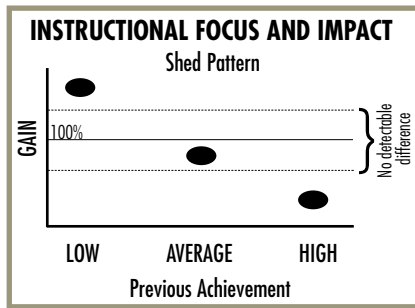 INSTRUCTIONAL FOCUS AND IMPACT
Shed Pattern
GAIN
100%
No detectable
difference
LOW AVERAGE HIGH
Previous Achievement